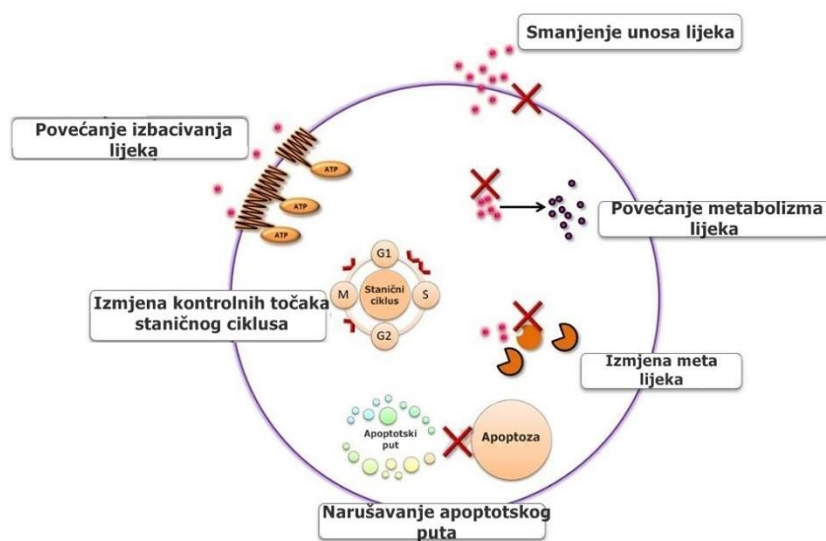 Smanjenje unosa lijeka
Povećanje izbacivanja
lijeka
ATP
ATP
ATP
Povećanje metabolizma
lijeka
G1
M
Stanični
ciklus
S
G2
Izmjena kontrolnih točaka
staničnog ciklusa
Izmjena meta
lijeka
Apoptotski
put
Apoptoza
Narušavanje apoptotskog
puta